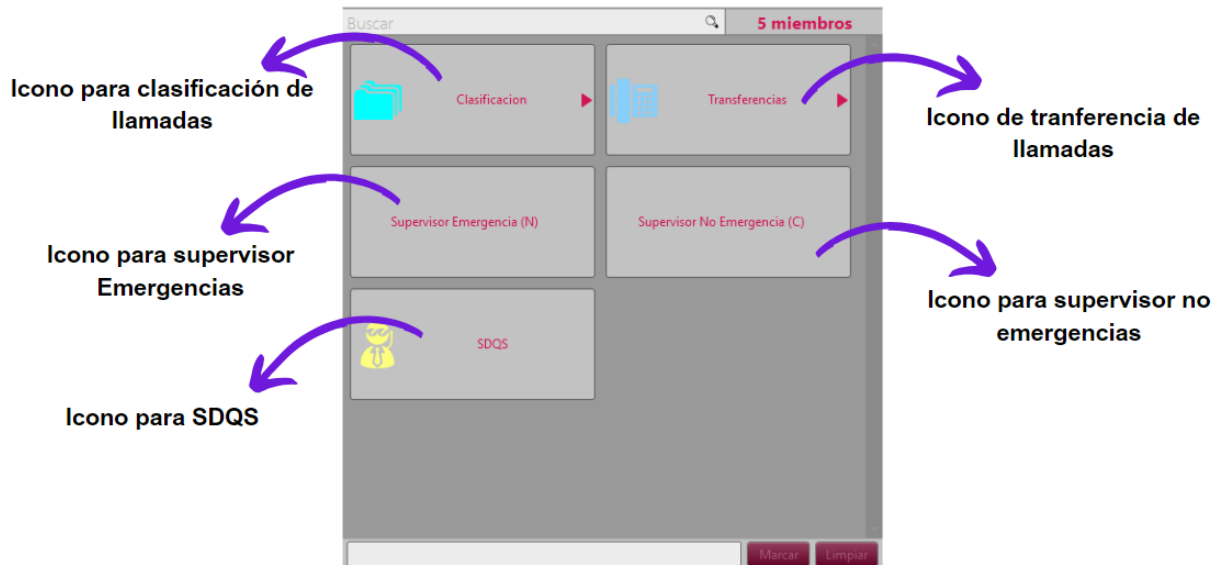 Buscar
5 miembros
Icono para clasificación de
llamadas
Clasificacion
Transferencias
Icono de tranferencia de
llamadas
Supervisor Emergencia (N)
Supervisor No Emergencia (C)
Icono para supervisor
Emergencias
Icono para supervisor no
emergencias
SDQS
Icono para SDQS
Marcar
Limpiar